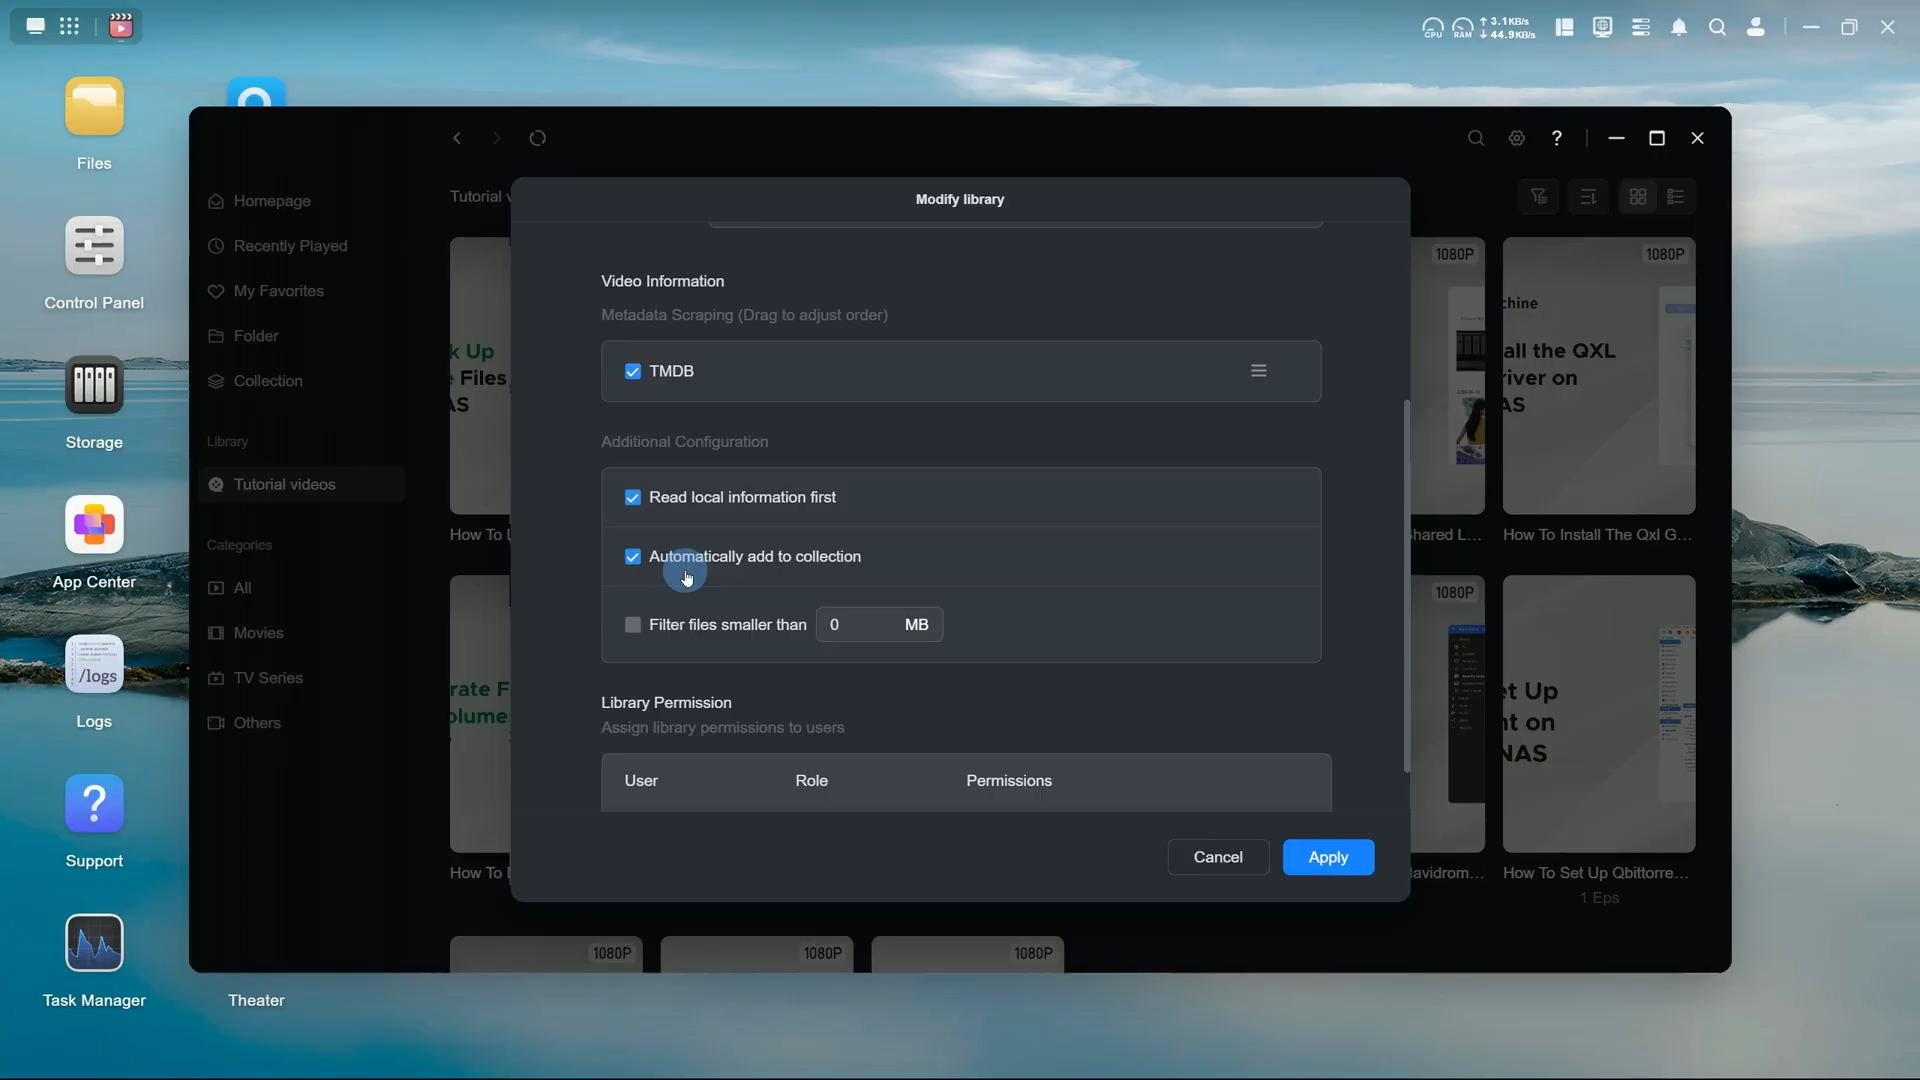 CPU
RAM
3.1KB/s
44.9KB/s
Files
Control Panel
Storage
App Center
/logs
Logs
Support
Task Manager
Theater
Homepage
Recently Played
My Favorites
Folder
Collection
Library
Tutorial videos
Categories
All
Movies
TV Series
Others
Tutorial v
k Up
Files,
AS
How To I
rate F
olume:
How To I
Modify library
Video Information
Metadata Scraping (Drag to adjust order)
TMDB
Additional Configuration
Read local information first
Automatically add to collection
Filter files smaller than 0 MB
Library Permission
Assign library permissions to users
User Role Permissions
Cancel Apply
1080P
1080P
chine
all the QXL
iver on
AS
Shared L...
How To Install The Qxl G...
1080P
et Up
nt on
NAS
lavidrom...
How To Set Up Qbittorre...
1 Eps
1080P
1080P
1080P